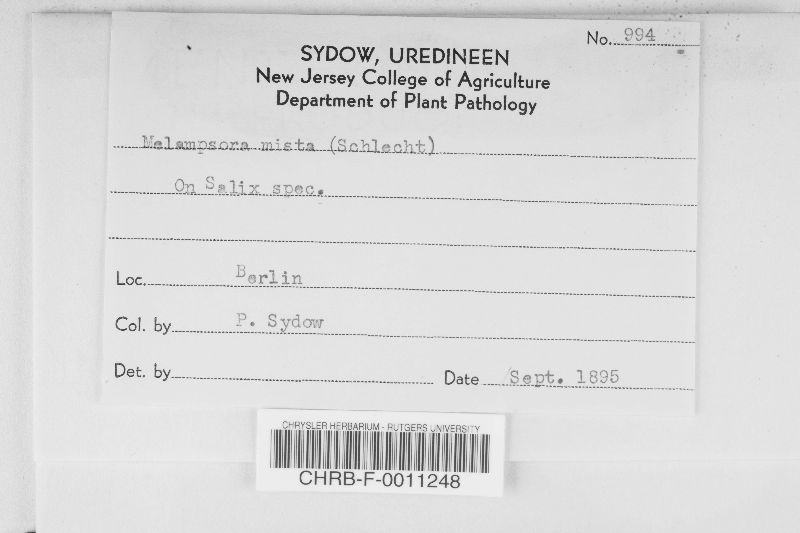 No. 994
SYDOW, UREDINEEN
New Jersey College of Agriculture
Department of Plant Pathology
Melampsora mista (Schlecht)
On Salix spec.
Loc. Berlin
Col. by P. Sydow
Det. by
Date Sept. 1895
CHRYSLER HERBARIUM - RUTGERS UNIVERSITY
CHRB-F-0011248